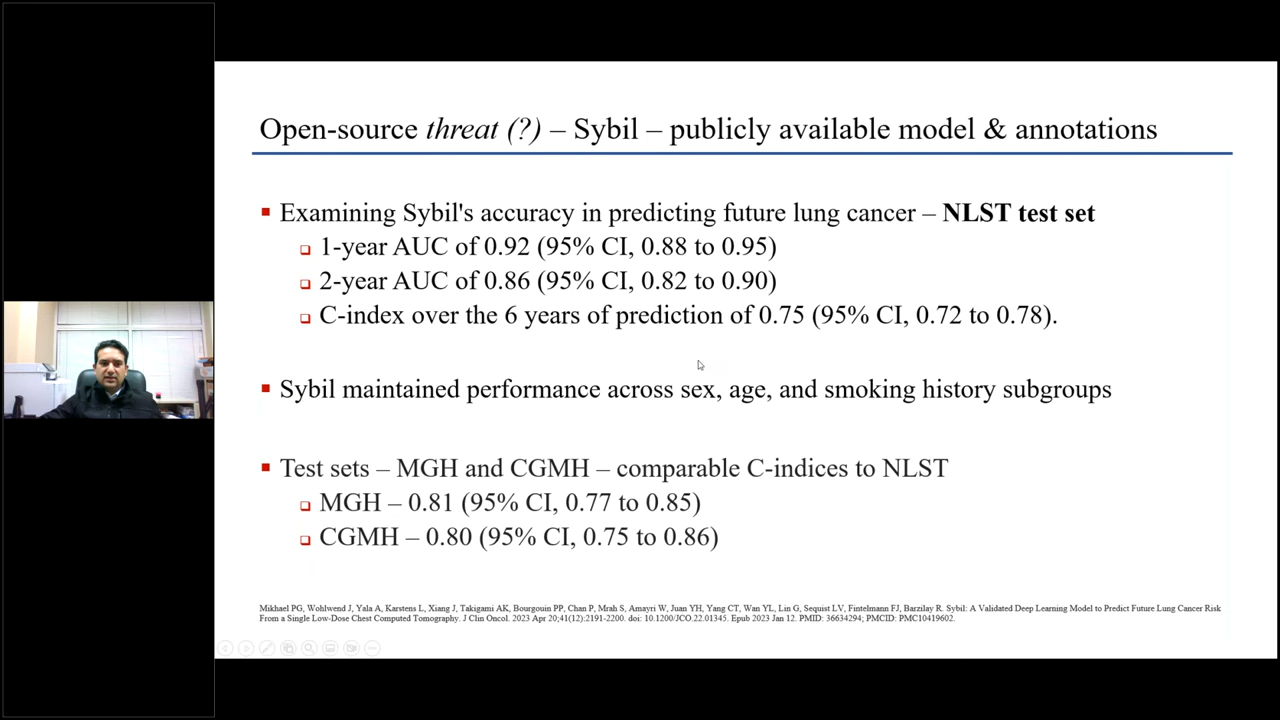 Open-source threat (?) – Sybil – publicly available model & annotations
Examining Sybil's accuracy in predicting future lung cancer – NLST test set
1-year AUC of 0.92 (95% CI, 0.88 to 0.95)
2-year AUC of 0.86 (95% CI, 0.82 to 0.90)
C-index over the 6 years of prediction of 0.75 (95% CI, 0.72 to 0.78).
Sybil maintained performance across sex, age, and smoking history subgroups
Test sets – MGH and CGMH – comparable C-indices to NLST
MGH – 0.81 (95% CI, 0.77 to 0.85)
CGMH – 0.80 (95% CI, 0.75 to 0.86)
Mikhael PG, Wohlwend J, Yala A, Karstens L, Xiang J, Takigami AK, Bourgouin PP, Chan P, Mrah S, Amayri W, Juan YH, Yang CT, Wan YL, Lin G, Sequist LV, Fintelmann FJ, Barzilay R. Sybil: A Validated Deep Learning Model to Predict Future Lung Cancer Risk
From a Single Low-Dose Chest Computed Tomography. J Clin Oncol. 2023 Apr 20;41(12):2191-2200. doi: 10.1200/JCO.22.01345. Epub 2023 Jan 12. PMID: 36634294; PMCID: PMC10419602.